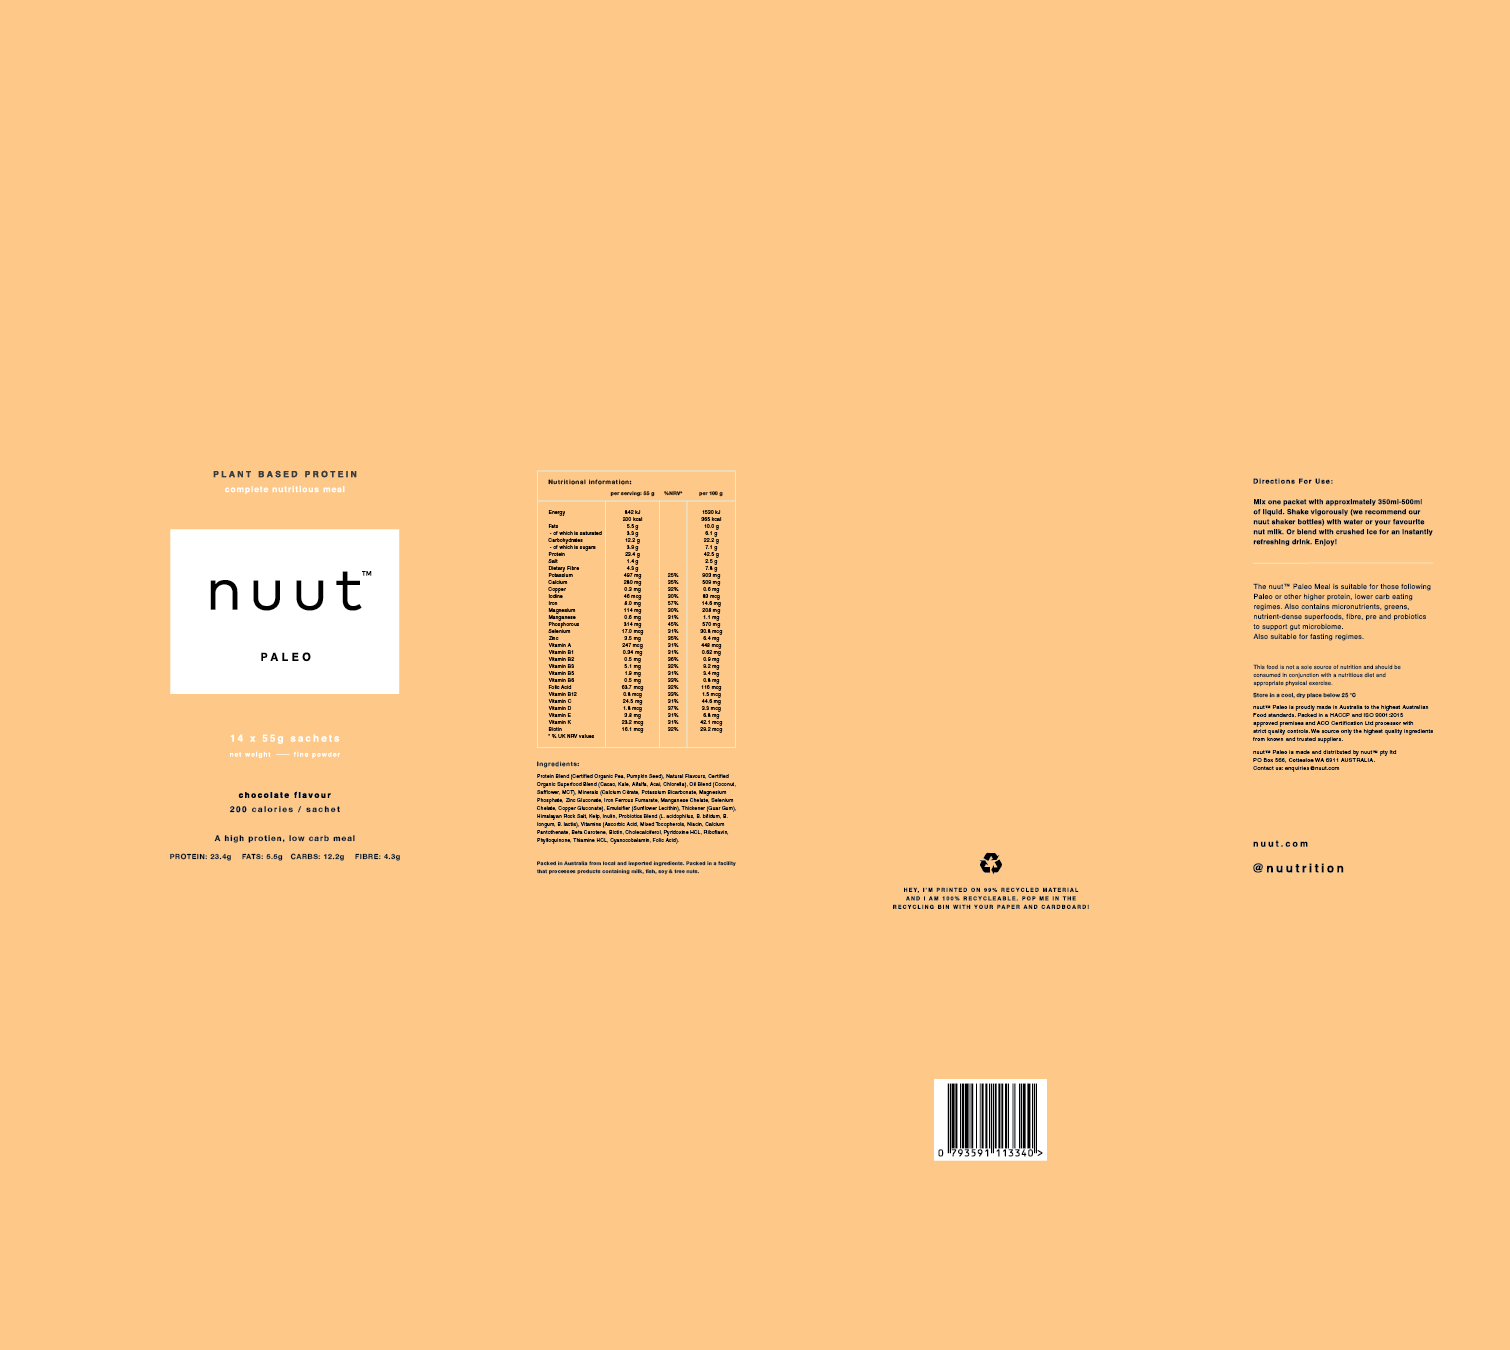 PLANT BASED PROTEIN
complete nutritious meal
nuut™
PALEO
14 x 55g sachets
net weight — fine powder
chocolate flavour
200 calories / sachet
A high protien, low carb meal
PROTEIN: 23.4g FATS: 5.5g CARBS: 12.2g FIBRE: 4.3g
Nutritional information:
per serving: 55 g %NRV* per 100 g
Energy 842 kJ 1530 kJ
200 kcal 365 kcal
Fats 5.5 g 10.0 g
- of which is saturated 3.3 g 6.1 g
Carbohydrates 12.2 g 22.2 g
- of which is sugars 3.9 g 7.1 g
Protein 23.4 g 42.5 g
Salt 1.4 g 2.5 g
Dietary Fibre 4.3 g 7.8 g
Potassium 497 mg 25% 903 mg
Calcium 280 mg 35% 509 mg
Copper 0.3 mg 32% 0.6 mg
Iodine 46 mcg 30% 83 mcg
Iron 8.0 mg 57% 14.6 mg
Magnesium 114 mg 30% 208 mg
Manganese 0.6 mg 31% 1.1 mg
Phosphorous 314 mg 45% 570 mg
Selenium 17.0 mcg 31% 30.8 mcg
Zinc 3.5 mg 35% 6.4 mg
Vitamin A 247 mcg 31% 448 mcg
Vitamin B1 0.34 mg 31% 0.62 mg
Vitamin B2 0.5 mg 36% 0.9 mg
Vitamin B3 5.1 mg 32% 9.2 mg
Vitamin B5 1.9 mg 31% 3.4 mg
Vitamin B6 0.5 mg 33% 0.8 mg
Folic Acid 63.7 mcg 32% 116 mcg
Vitamin B12 0.8 mcg 33% 1.5 mcg
Vitamin C 24.5 mg 31% 44.6 mg
Vitamin D 1.8 mcg 37% 3.3 mcg
Vitamin E 3.8 mg 31% 6.8 mg
Vitamin K 23.2 mcg 31% 42.1 mcg
Biotin 16.1 mcg 32% 29.2 mcg
* % UK NRV values
Ingredients:
Protein Blend (Certified Organic Pea, Pumpkin Seed), Natural Flavours, Certified
Organic Superfood Blend (Cacao, Kale, Alfalfa, Acai, Chlorella), Oil Blend (Coconut,
Safflower, MCT), Minerals (Calcium Citrate, Potassium Bicarbonate, Magnesium
Phosphate, Zinc Gluconate, Iron Ferrous Fumarate, Manganese Chelate, Selenium
Chelate, Copper Gluconate), Emulsifier (Sunflower Lecithin), Thickener (Guar Gum),
Himalayan Rock Salt, Kelp, Inulin, Probiotics Blend (L. acidophilus, B. bifidum, B.
longum, B. lactis), Vitamins (Ascorbic Acid, Mixed Tocopherols, Niacin, Calcium
Pantothenate, Beta Carotene, Biotin, Cholecalciferol, Pyridoxine HCL, Riboflavin,
Phylloquinone, Thiamine HCL, Cyanocobalamin, Folic Acid).
Packed in Australia from local and imported ingredients. Packed in a facility
that processes products containing milk, fish, soy & tree nuts.
HEY, I'M PRINTED ON 99% RECYCLED MATERIAL
AND I AM 100% RECYCLEABLE. POP ME IN THE
RECYCLING BIN WITH YOUR PAPER AND CARDBOARD!
0 793591 113340 >
Directions For Use:
Mix one packet with approximately 350ml-500ml
of liquid. Shake vigorously (we recommend our
nuut shaker bottles) with water or your favourite
nut milk. Or blend with crushed ice for an instantly
refreshing drink. Enjoy!
The nuut™ Paleo Meal is suitable for those following
Paleo or other higher protein, lower carb eating
regimes. Also contains micronutrients, greens,
nutrient-dense superfoods, fibre, pre and probiotics
to support gut microbiome.
Also suitable for fasting regimes.
This food is not a sole source of nutrition and should be
consumed in conjunction with a nutritious diet and
appropriate physical exercise.
Store in a cool, dry place below 25 °C
nuut™ Paleo is proudly made in Australia to the highest Australian
Food standards. Packed in a HACCP and ISO 9001:2015
approved premises and ACO Certification Ltd processor with
strict quality controls. We source only the highest quality ingredients
from known and trusted suppliers.
nuut™ Paleo is made and distributed by nuut™ pty ltd
PO Box 566, Cottesloe WA 6911 AUSTRALIA.
Contact us: enquiries@nuut.com
nuut.com
@nuutrition